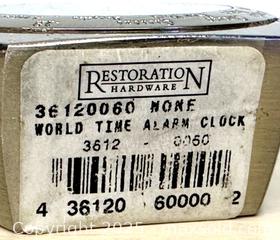 RESTORATION
HARDWARE
36120060 NONE
WORLD TIME ALARM CLOCK
3612 - 0060
4 36120 60000 2